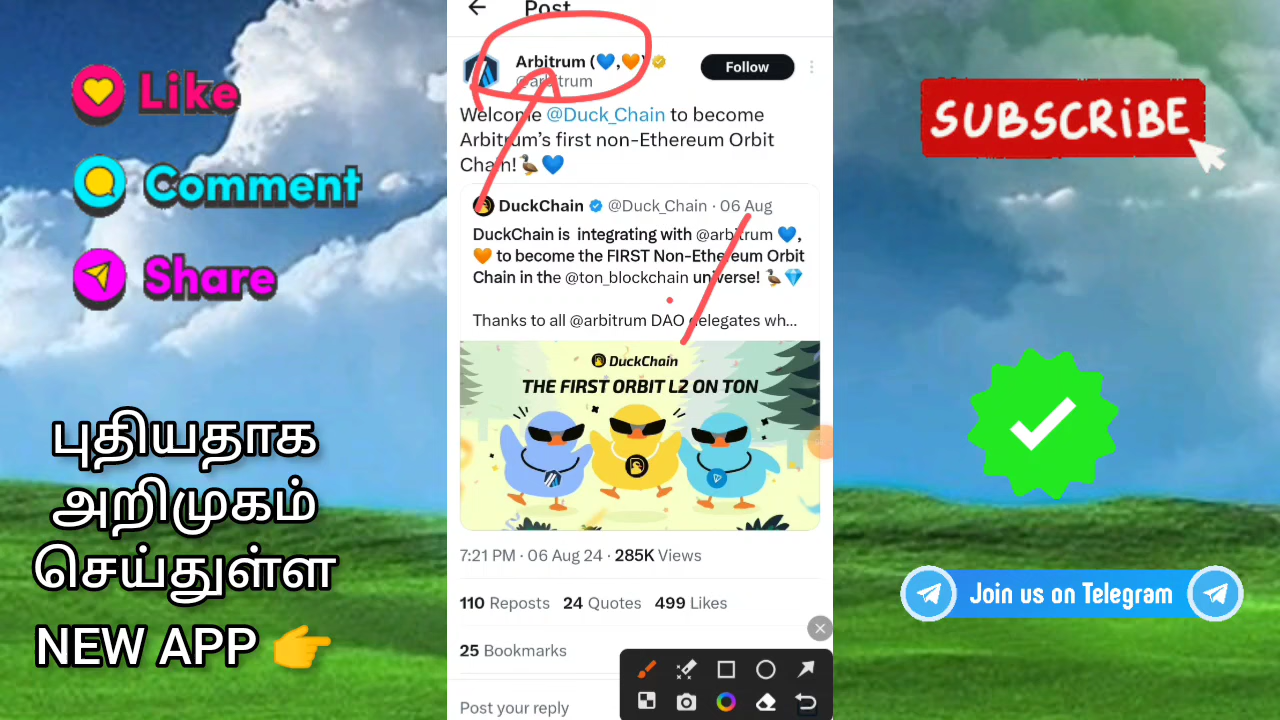 Like
Comment
Share
புதியதாக
அறிமுகம்
செய்துள்ள
NEW APP 👉
Post
Arbitrum (💙,🧡)
@arbitrum
Follow
Welcome @Duck_Chain to become
Arbitrum’s first non-Ethereum Orbit
Chain!🦆💙
DuckChain @Duck_Chain · 06 Aug
DuckChain is integrating with @arbitrum 💙,
🧡 to become the FIRST Non-Ethereum Orbit
Chain in the @ton_blockchain universe! 🦆💎
Thanks to all @arbitrum DAO delegates wh...
DuckChain
THE FIRST ORBIT L2 ON TON
7:21 PM · 06 Aug 24 · 285K Views
110 Reposts 24 Quotes 499 Likes
25 Bookmarks
Post your reply
SUBSCRIBE
Join us on Telegram